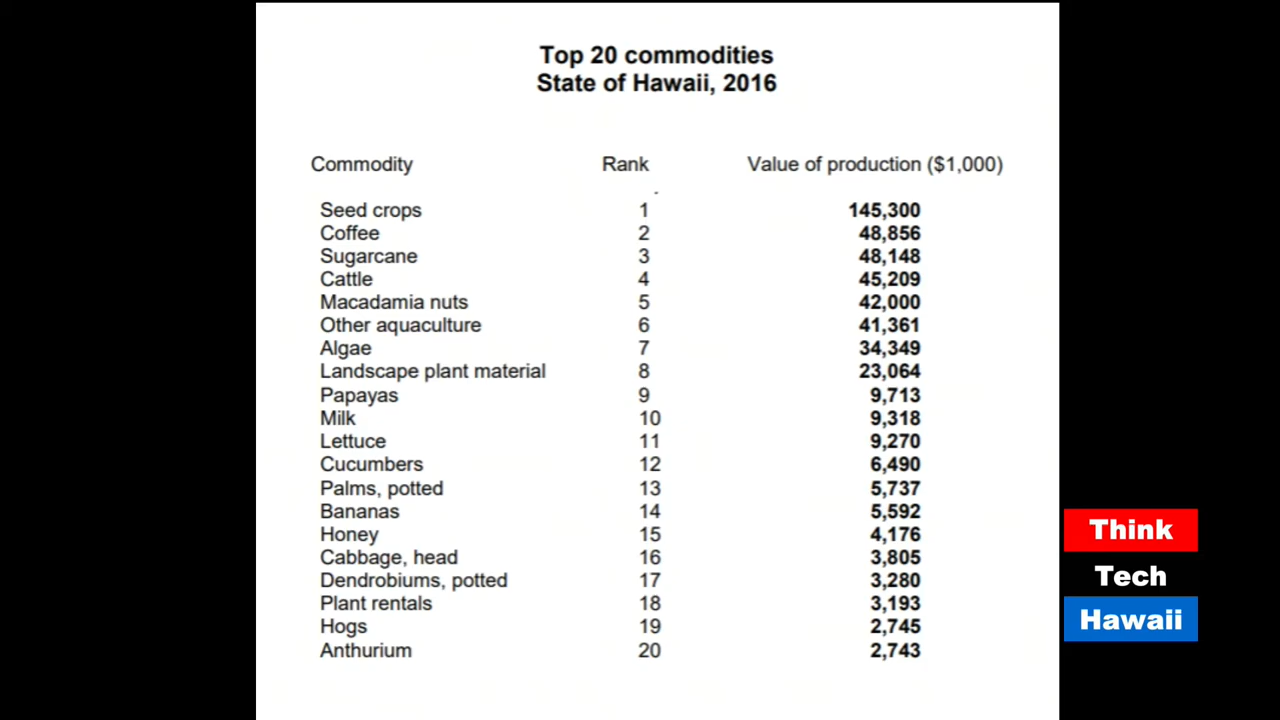 Top 20 commodities
State of Hawaii, 2016
Commodity Rank Value of production ($1,000)
Seed crops 1 145,300
Coffee 2 48,856
Sugarcane 3 48,148
Cattle 4 45,209
Macadamia nuts 5 42,000
Other aquaculture 6 41,361
Algae 7 34,349
Landscape plant material 8 23,064
Papayas 9 9,713
Milk 10 9,318
Lettuce 11 9,270
Cucumbers 12 6,490
Palms, potted 13 5,737
Bananas 14 5,592
Honey 15 4,176
Cabbage, head 16 3,805
Dendrobiums, potted 17 3,280
Plant rentals 18 3,193
Hogs 19 2,745
Anthurium 20 2,743
Think
Tech
Hawaii